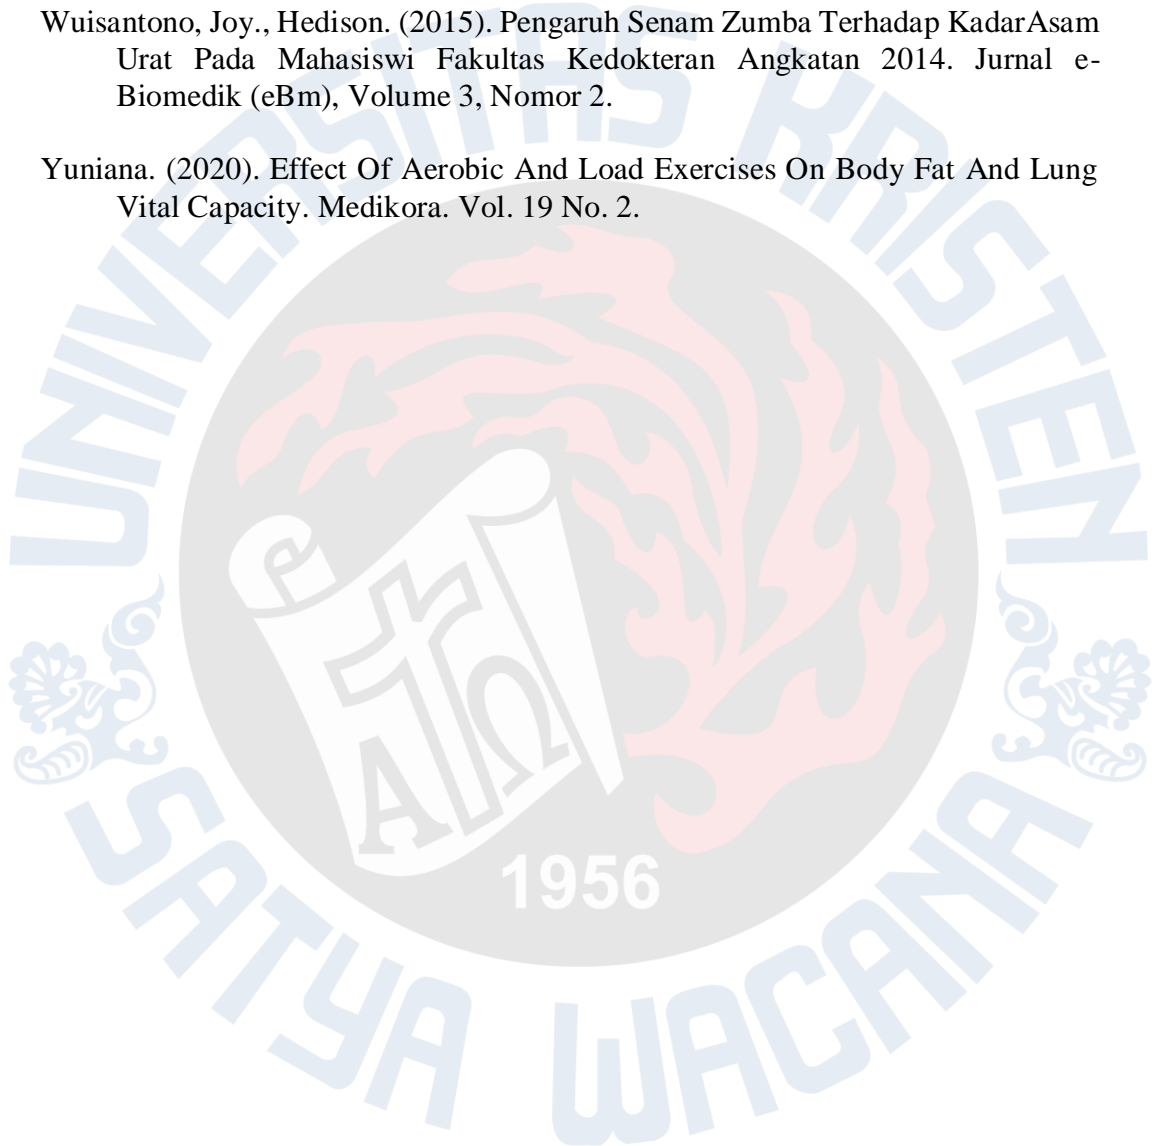 Wuisantono, Joy., Hedison. (2015). Pengaruh Senam Zumba Terhadap KadarAsam
Urat Pada Mahasiswi Fakultas Kedokteran Angkatan 2014. Jurnal e-
Biomedik (eBm), Volume 3, Nomor 2.
Yuniana. (2020). Effect Of Aerobic And Load Exercises On Body Fat And Lung
Vital Capacity. Medikora. Vol. 19 No. 2.
UNIVERSITAS KRISTEN
Α Ω
1956
SATYA WACANA